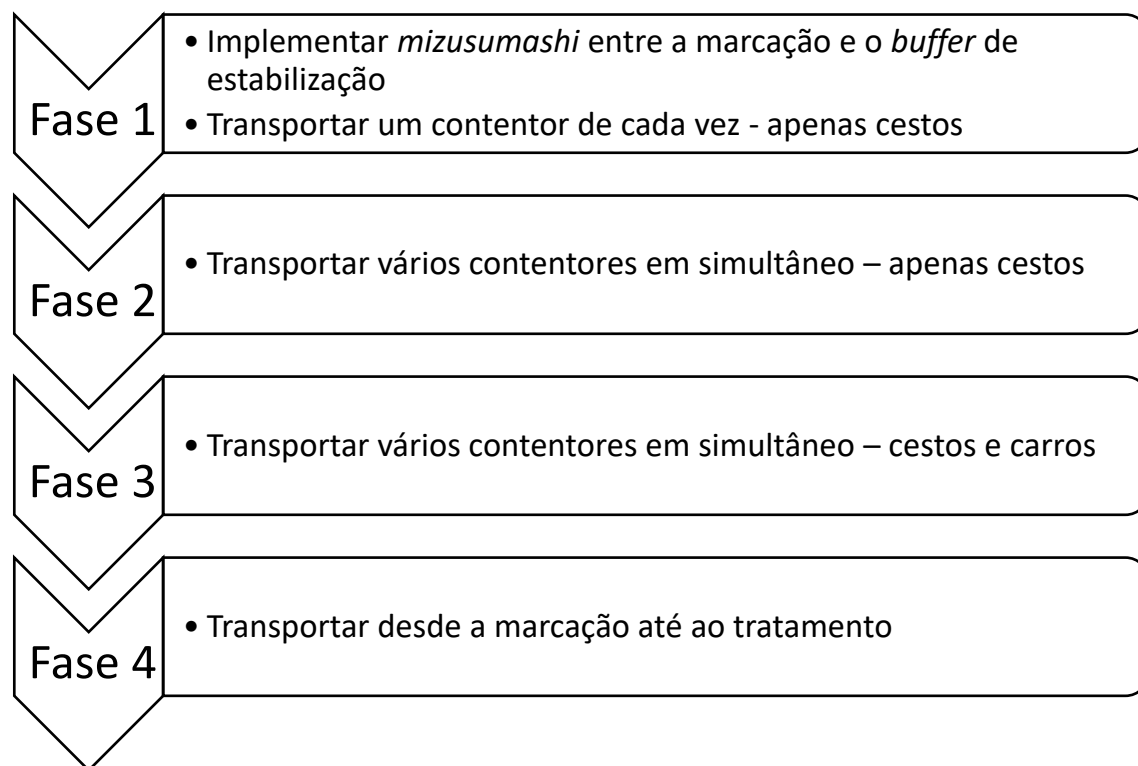 Fase 1
• Implementar mizusumashi entre a marcação e o buffer de
estabilização
• Transportar um contentor de cada vez - apenas cestos
Fase 2
• Transportar vários contentores em simultâneo – apenas cestos
Fase 3
• Transportar vários contentores em simultâneo – cestos e carros
Fase 4
• Transportar desde a marcação até ao tratamento